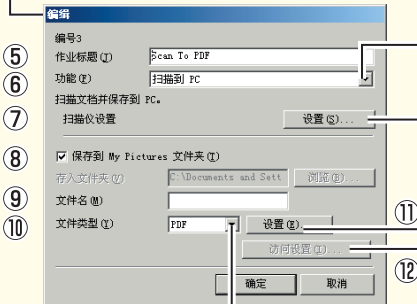 编辑
编号3
⑤ 作业标题(J) Scan To PDF
⑥ 功能(F) 扫描到 PC
扫描文档并保存到 PC。
⑦ 扫描仪设置 设置(S)...
⑧ 保存到 My Pictures 文件夹(I)
存入文件夹(V) C:\Documents and Sett 浏览(B)...
⑨ 文件名(M)
⑩ 文件类型(Y) PDF 设置(E). ⑪
访问设置(T)... ⑫
确定 取消